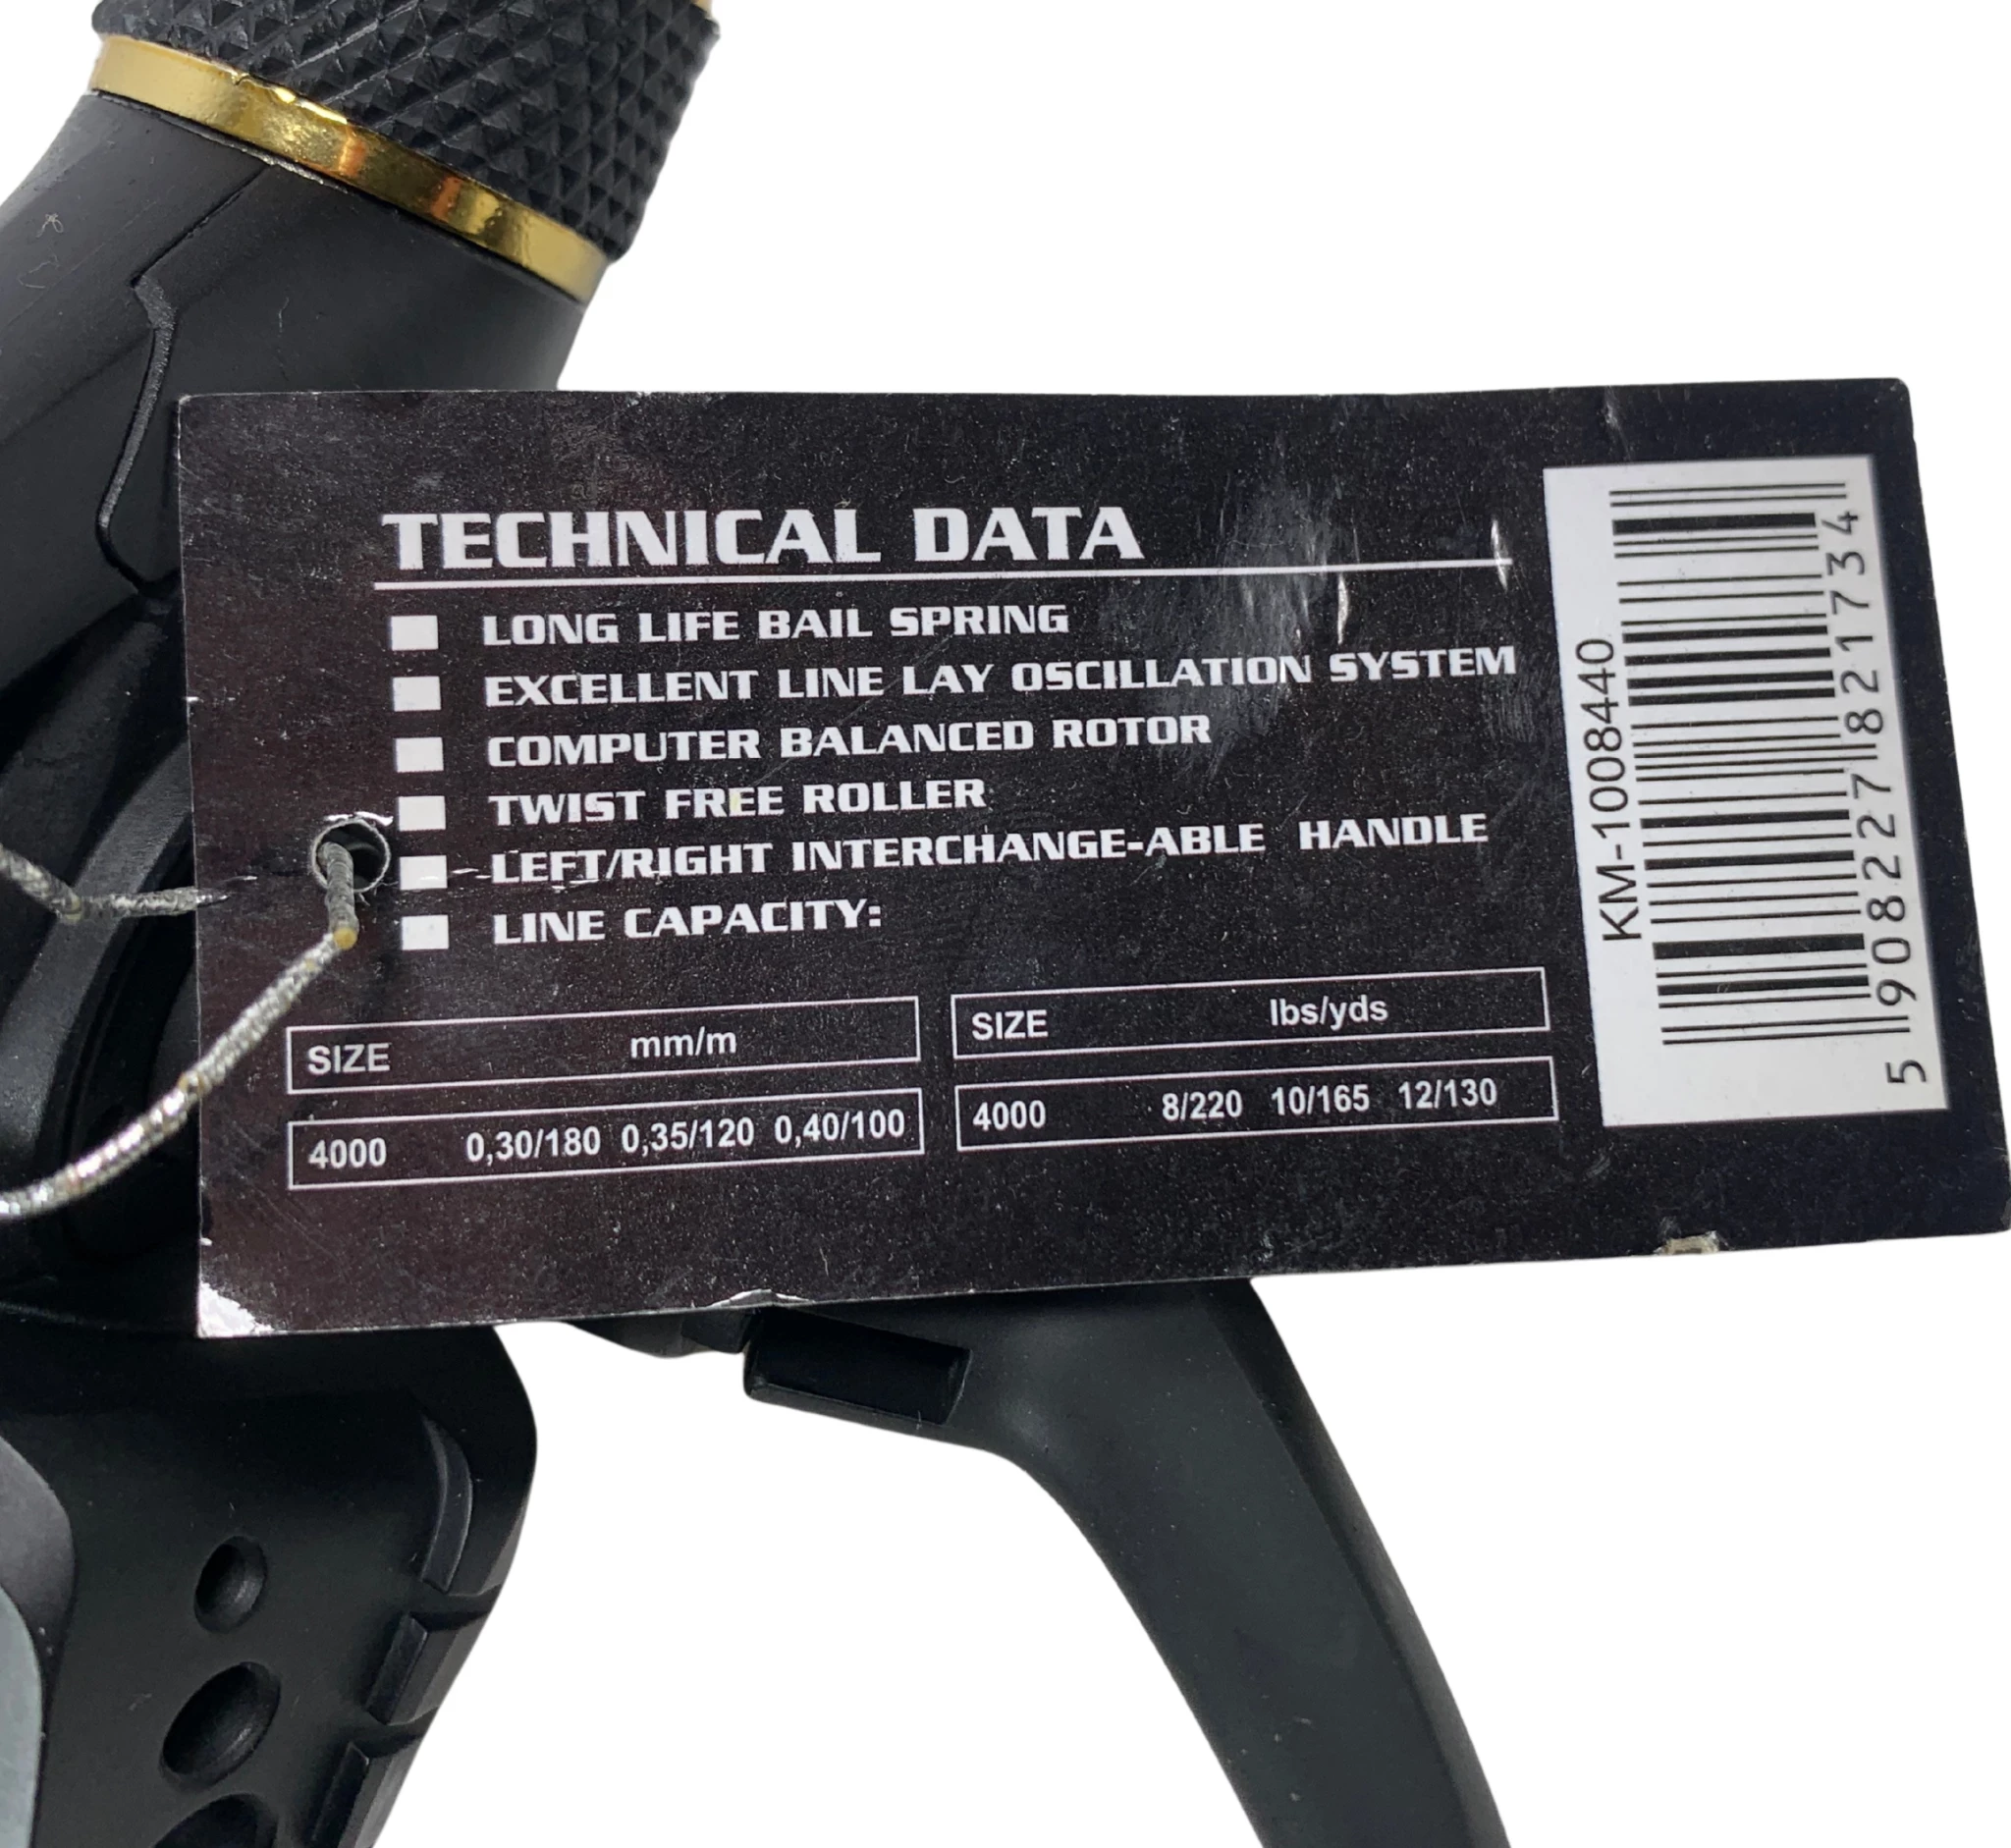 TECHNICAL DATA
LONG LIFE BAIL SPRING
EXCELLENT LINE LAY OSCILLATION SYSTEM
COMPUTER BALANCED ROTOR
TWIST FREE ROLLER
LEFT/RIGHT INTERCHANGE-ABLE HANDLE
LINE CAPACITY:
SIZE mm/m
4000 0,30/180 0,35/120 0,40/100
SIZE lbs/yds
4000 8/220 10/165 12/130
KM-1008440
5 908227 821734